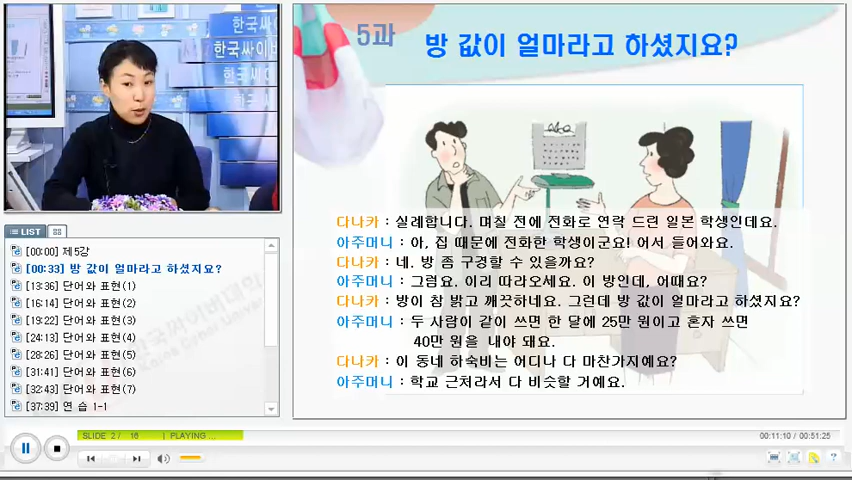 한국싸이
한국싸이버대
한국싸이
5과
방 값이 얼마라고 하셨지요?
다나카 : 실례합니다. 며칠 전에 전화로 연락 드린 일본 학생인데요.
아주머니 : 아, 집 때문에 전화한 학생이군요! 어서 들어와요.
다나카 : 네. 방 좀 구경할 수 있을까요?
아주머니 : 그럼요. 이리 따라오세요. 이 방인데, 어때요?
다나카 : 방이 참 밝고 깨끗하네요. 그런데 방 값이 얼마라고 하셨지요?
아주머니 : 두 사람이 같이 쓰면 한 달에 25만 원이고 혼자 쓰면
40만 원을 내야 돼요.
다나카 : 이 동네 하숙비는 어디나 다 마찬가지예요?
아주머니 : 학교 근처라서 다 비슷할 거예요.
LIST
[00:00] 제5강
[00:33] 방 값이 얼마라고 하셨지요?
[13:36] 단어와 표현(1)
[16:14] 단어와 표현(2)
[19:22] 단어와 표현(3)
[24:13] 단어와 표현(4)
[28:26] 단어와 표현(5)
[31:41] 단어와 표현(6)
[32:43] 단어와 표현(7)
[37:39] 연 습 1-1
SLIDE 2 / 16 | PLAYING ...
00:11:10 00:51:25